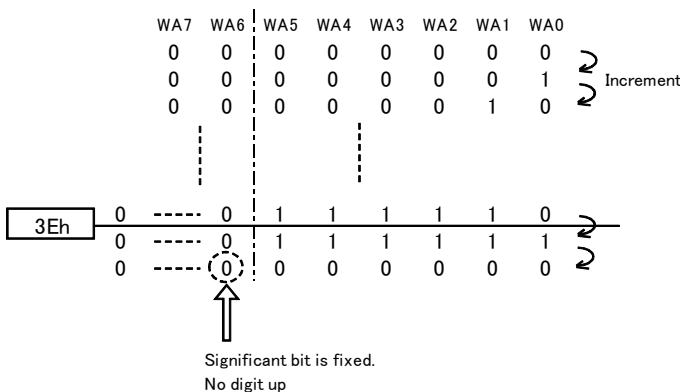 WA7 WA6 WA5 WA4 WA3 WA2 WA1 WA0
0 0 0 0 0 0 0 0
0 0 0 0 0 0 0 1
Increment
0 0 0 0 0 0 1 0
3Eh
0 ----- 0 1 1 1 1 1 0
0 ----- 0 1 1 1 1 1 1
0 ----- 0 0 0 0 0 0 0
Significant bit is fixed.
No digit up